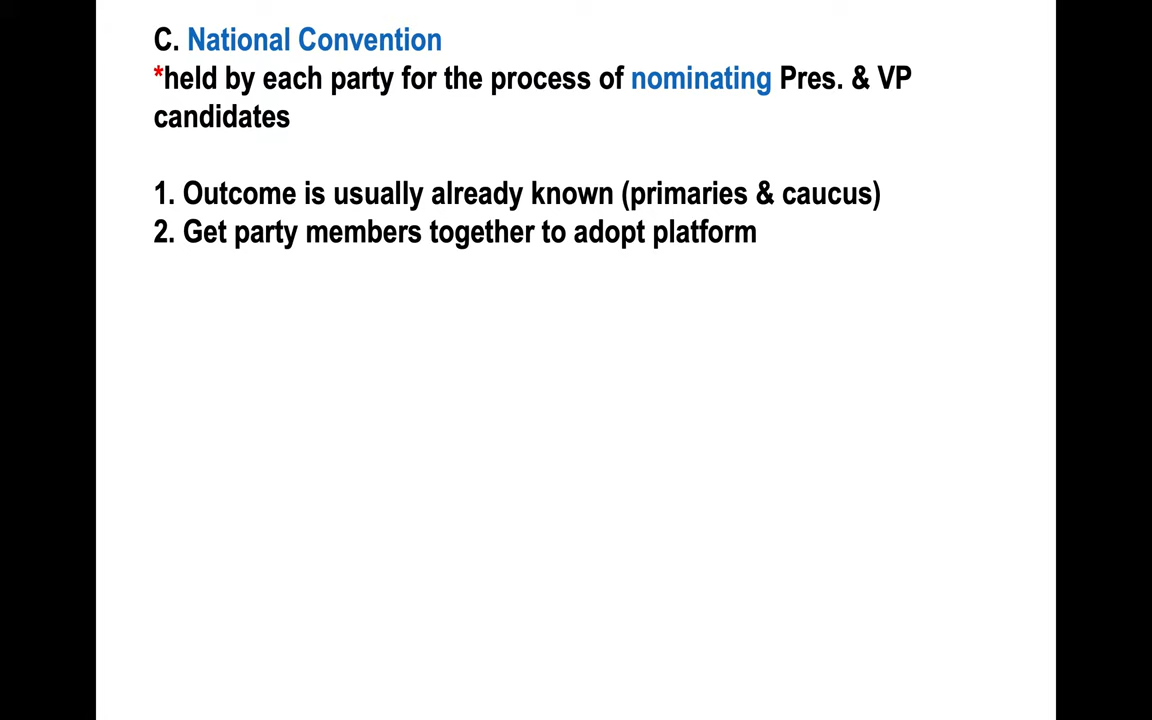 C. National Convention
*held by each party for the process of nominating Pres. & VP
candidates
1. Outcome is usually already known (primaries & caucus)
2. Get party members together to adopt platform